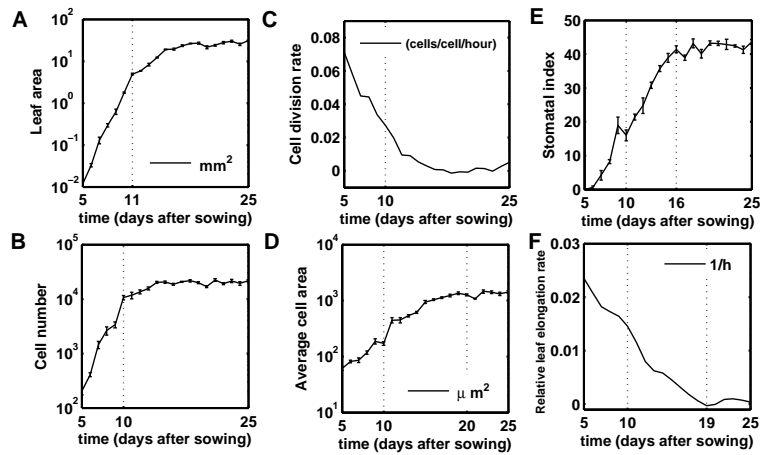 A
Leaf area
10^2
10^1
10^0
10^-1
10^-2
mm^2
5 11 25
time (days after sowing)
B
Cell number
10^5
10^4
10^3
10^2
5 10 25
time (days after sowing)
C
Cell division rate
0.08
0.06
0.04
0.02
0
(cells/cell/hour)
5 10 25
time (days after sowing)
D
Average cell area
10^4
10^3
10^2
10^1
μ m^2
5 10 20 25
time (days after sowing)
E
Stomatal index
50
40
30
20
10
0
5 10 16 25
time (days after sowing)
F
Relative leaf elongation rate
0.03
0.02
0.01
0
1/h
5 10 19 25
time (days after sowing)